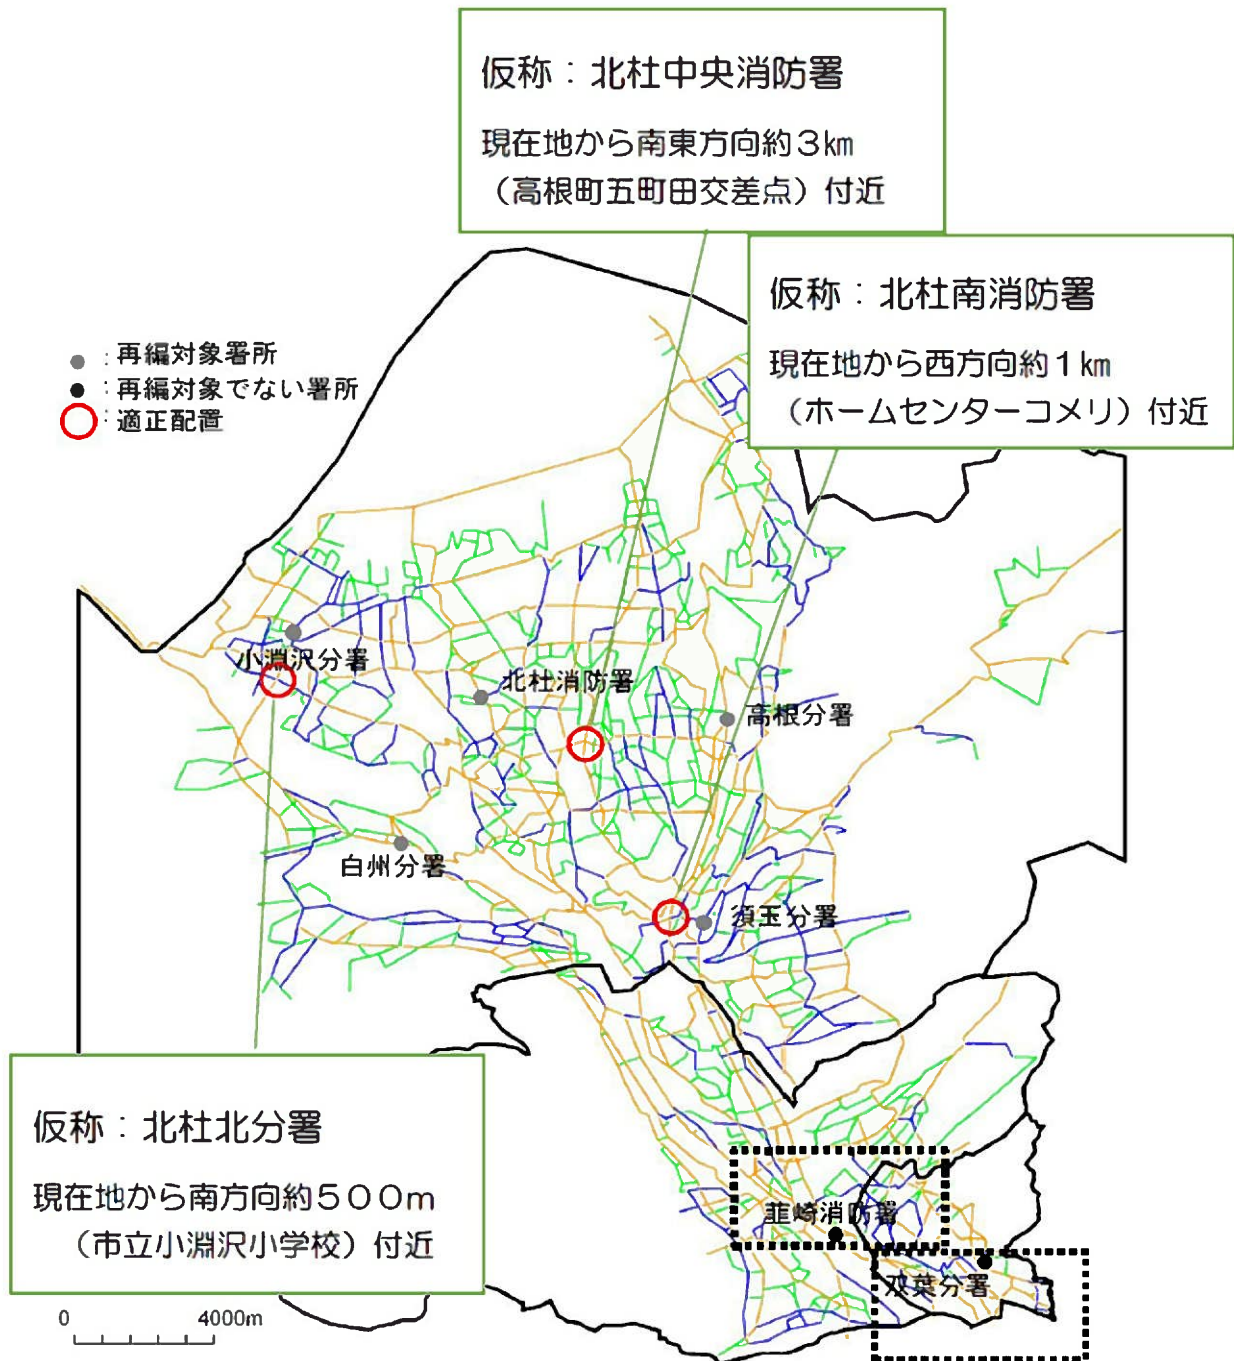 仮称：北杜中央消防署
現在地から南東方向約３㎞
（高根町五町田交差点）付近
仮称：北杜南消防署
現在地から西方向約１㎞
（ホームセンターコメリ）付近
：再編対象署所
：再編対象でない署所
：適正配置
小淵沢分署
北杜消防署
高根分署
白州分署
須玉分署
仮称：北杜北分署
現在地から南方向約５００ｍ
（市立小淵沢小学校）付近
韮崎消防署
双葉分署
0 4000m